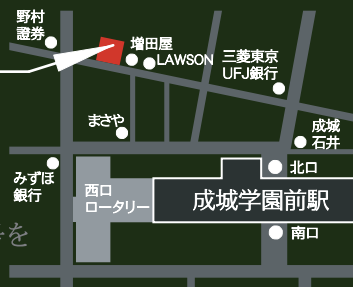 野村
證券
増田屋
LAWSON
三菱東京
UFJ銀行
まさや
成城
石井
みずほ
銀行
西口
ロータリー
北口
成城学園前駅
南口
を